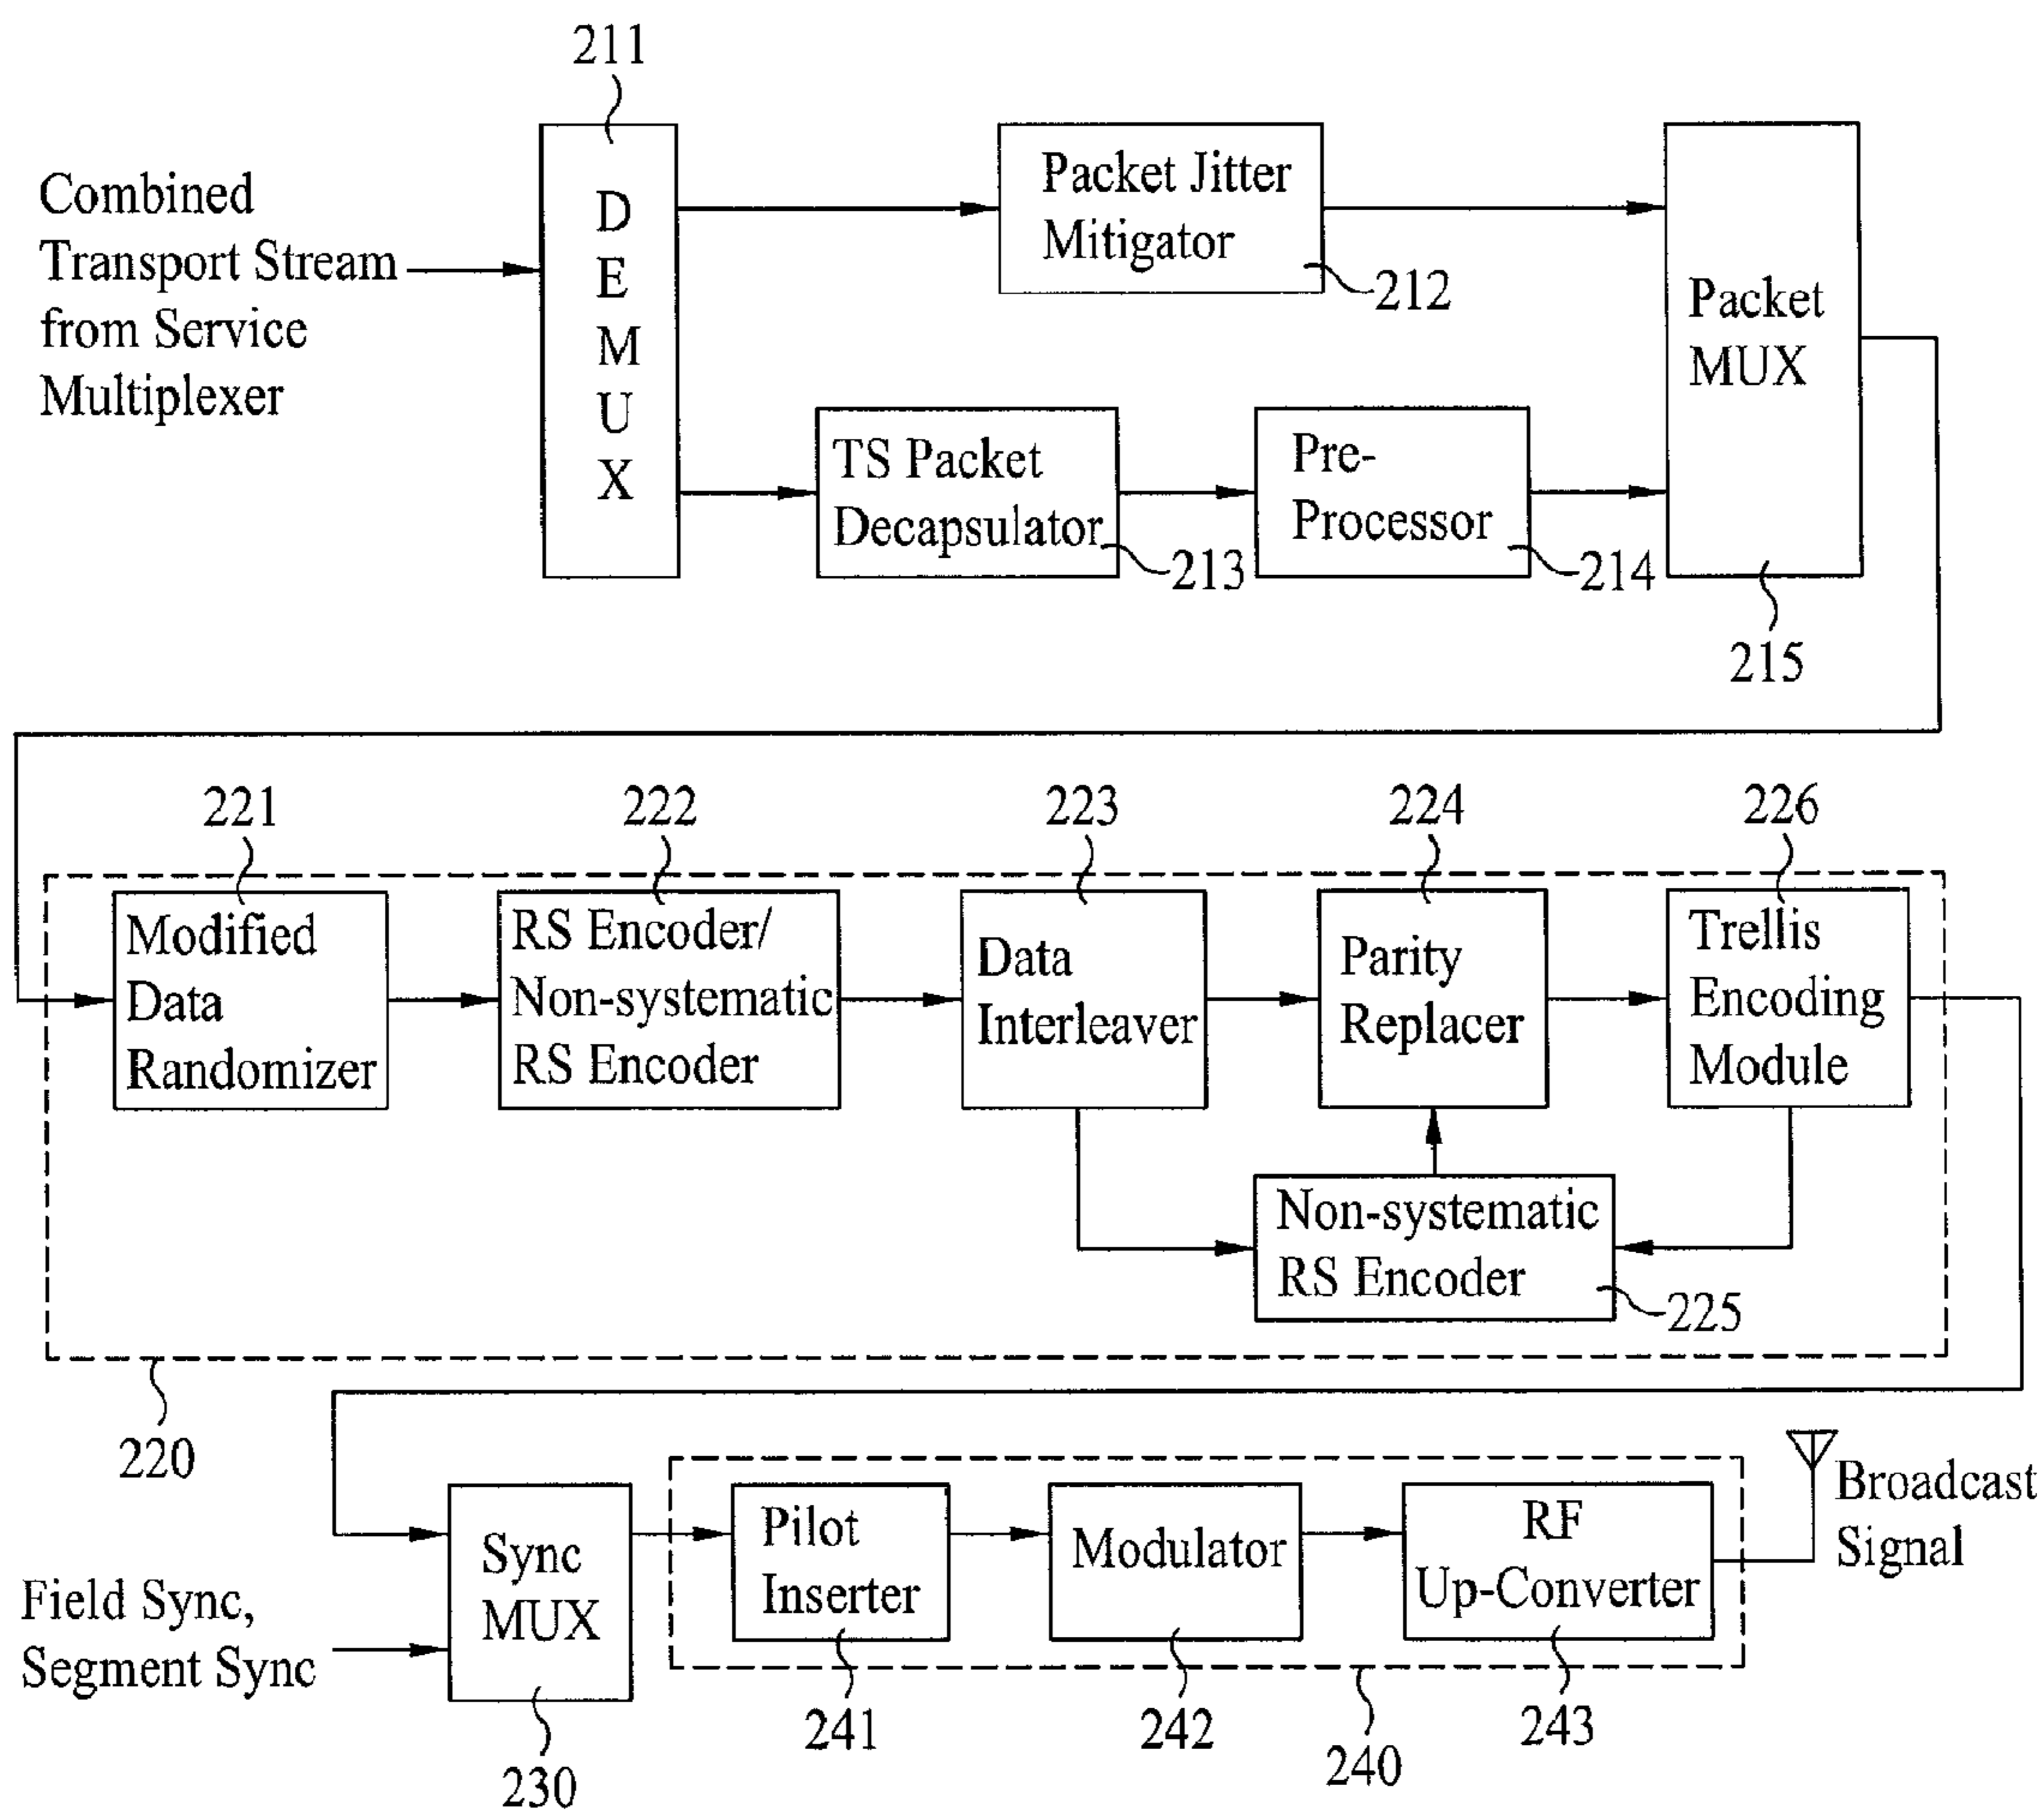 211
Combined
Transport Stream
from Service
Multiplexer
D
E
M
U
X
Packet Jitter
Mitigator
212
Packet
MUX
TS Packet
Decapsulator
213
Pre-
Processor
214
215
221
222
223
224
226
Modified
Data
Randomizer
RS Encoder/
Non-systematic
RS Encoder
Data
Interleaver
Parity
Replacer
Trellis
Encoding
Module
Non-systematic
RS Encoder
225
220
Sync
MUX
Pilot
Inserter
Modulator
RF
Up-Converter
Broadcast
Signal
Field Sync,
Segment Sync
230
241
242
240
243